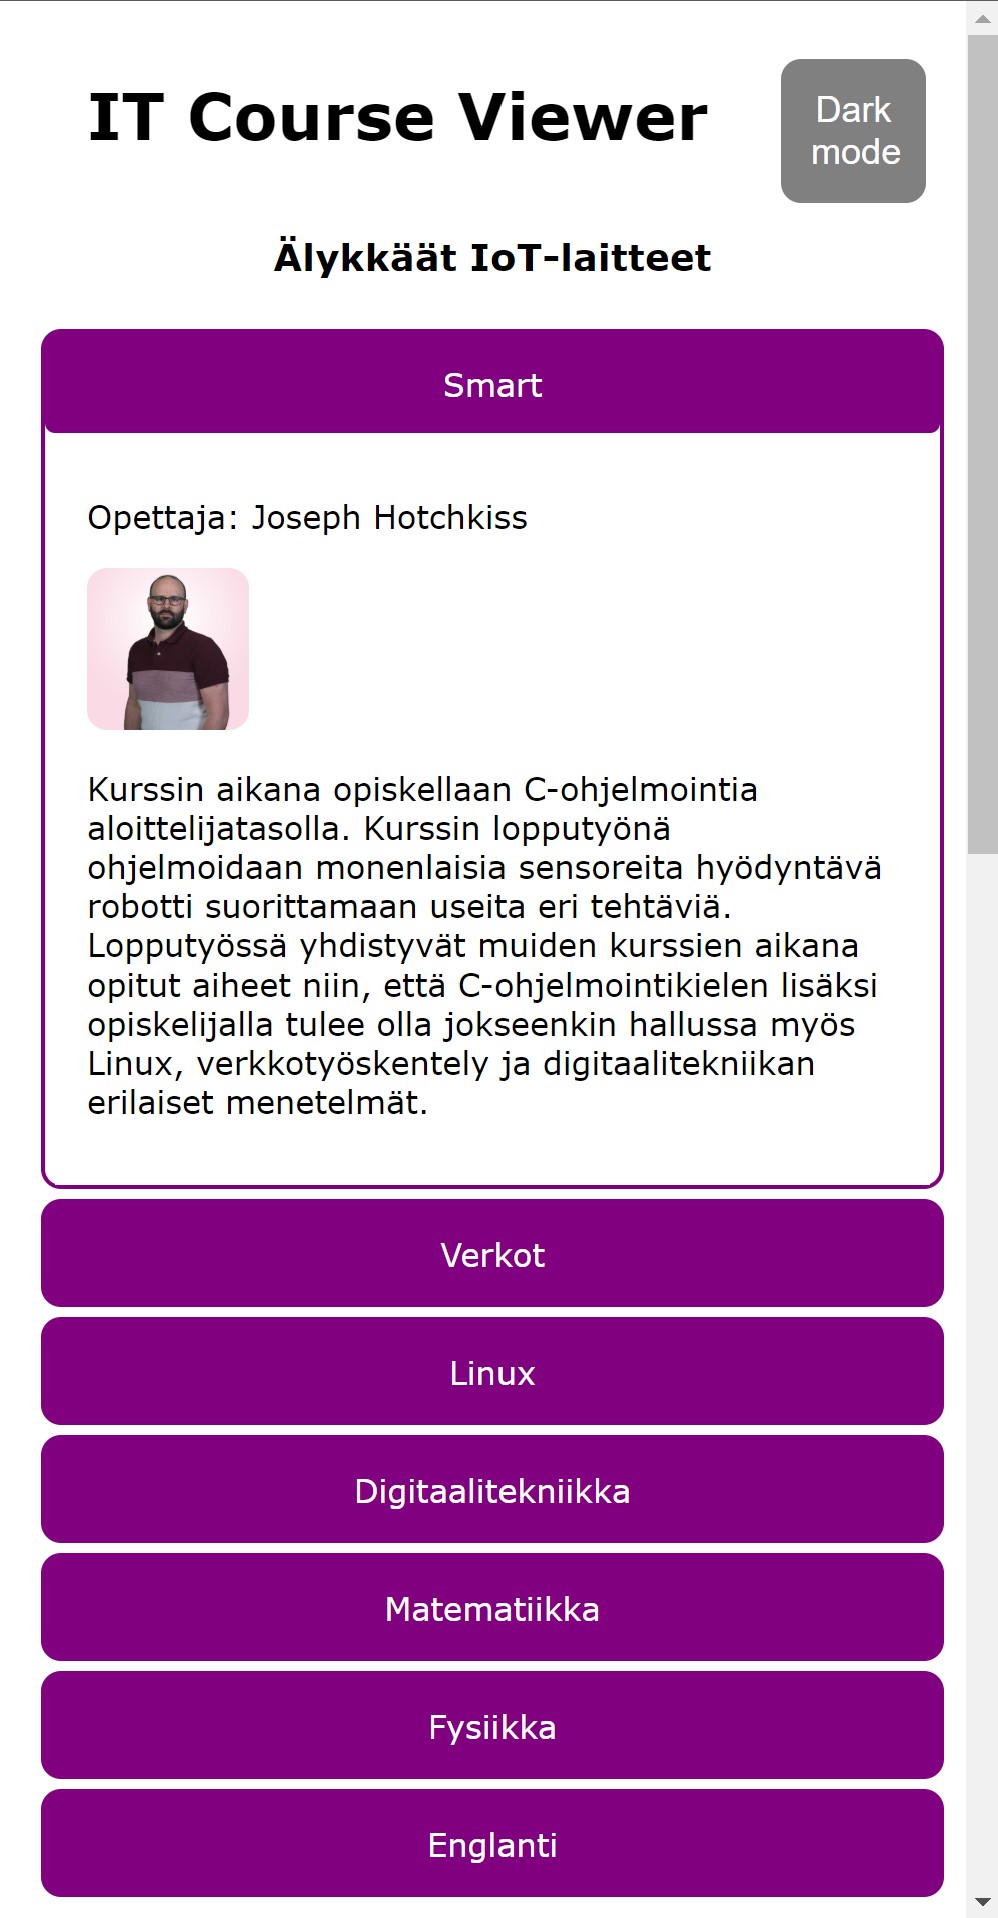 IT Course Viewer
Dark
mode
Älykkäät IoT-laitteet
Smart
Opettaja: Joseph Hotchkiss
Kurssin aikana opiskellaan C-ohjelmointia
aloittelijatasolla. Kurssin lopputyönä
ohjelmoidaan monenlaisia sensoreita hyödyntävä
robotti suorittamaan useita eri tehtäviä.
Lopputyössä yhdistyvät muiden kurssien aikana
opitut aiheet niin, että C-ohjelmointikielen lisäksi
opiskelijalla tulee olla jokseenkin hallussa myös
Linux, verkkotyöskentely ja digitaalitekniikan
erilaiset menetelmät.
Verkot
Linux
Digitaalitekniikka
Matematiikka
Fysiikka
Englanti